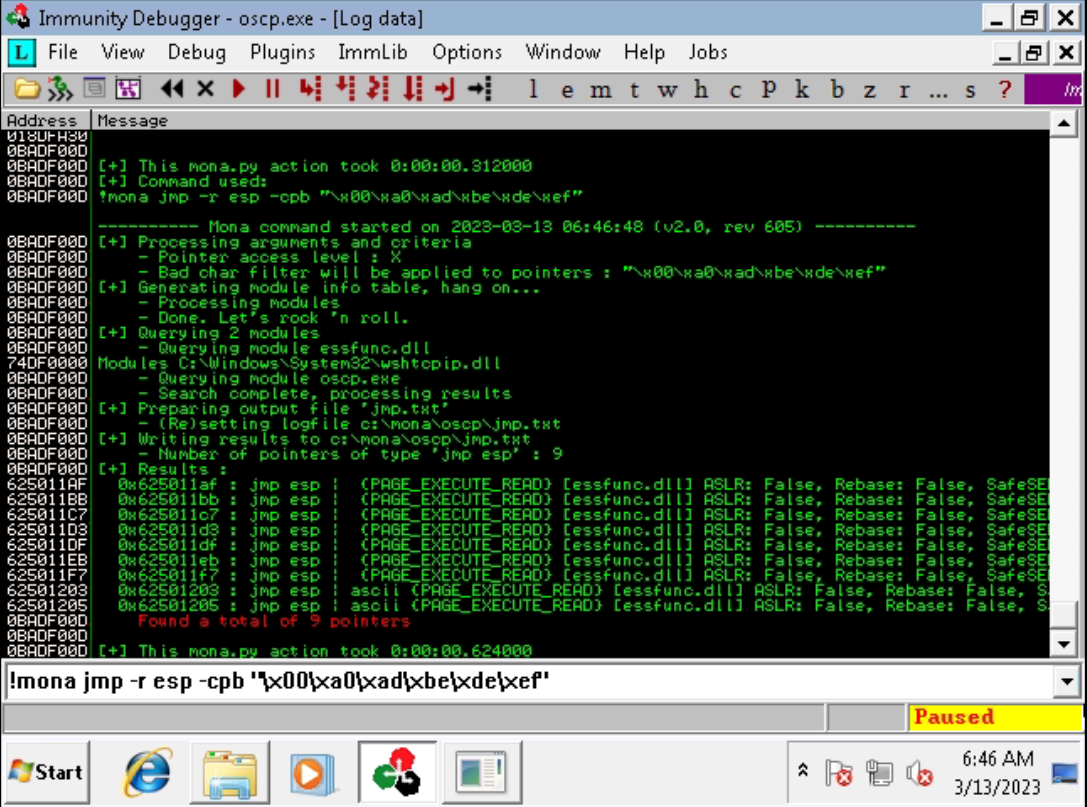 Immunity Debugger - oscp.exe - [Log data]
L File View Debug Plugins ImmLib Options Window Help Jobs
l e m t w h c P k b z r ... s ?
Address Message
0BADF00D
0BADF00D [+] This mona.py action took 0:00:00.312000
0BADF00D [+] Command used:
0BADF00D !mona jmp -r esp -cpb "\x00\xa0\xad\xbe\xde\xef"
---------- Mona command started on 2023-03-13 06:46:48 (v2.0, rev 605) ----------
0BADF00D [+] Processing arguments and criteria
0BADF00D - Pointer access level : X
0BADF00D - Bad char filter will be applied to pointers : "\x00\xa0\xad\xbe\xde\xef"
0BADF00D [+] Generating module info table, hang on...
0BADF00D - Processing modules
0BADF00D - Done. Let's rock 'n roll.
0BADF00D [+] Querying 2 modules
0BADF00D - Querying module essfunc.dll
74DF0000 Modules C:\Windows\System32\wshtcpip.dll
0BADF00D - Querying module oscp.exe
0BADF00D - Search complete, processing results
0BADF00D [+] Preparing output file 'jmp.txt'
0BADF00D - (Re)setting logfile c:\mona\oscp\jmp.txt
0BADF00D [+] Writing results to c:\mona\oscp\jmp.txt
0BADF00D - Number of pointers of type 'jmp esp' : 9
0BADF00D [+] Results :
625011AF 0x625011af : jmp esp | {PAGE_EXECUTE_READ} [essfunc.dll] ASLR: False, Rebase: False, SafeSE
625011BB 0x625011bb : jmp esp | {PAGE_EXECUTE_READ} [essfunc.dll] ASLR: False, Rebase: False, SafeSE
625011C7 0x625011c7 : jmp esp | {PAGE_EXECUTE_READ} [essfunc.dll] ASLR: False, Rebase: False, SafeSE
625011D3 0x625011d3 : jmp esp | {PAGE_EXECUTE_READ} [essfunc.dll] ASLR: False, Rebase: False, SafeSE
625011DF 0x625011df : jmp esp | {PAGE_EXECUTE_READ} [essfunc.dll] ASLR: False, Rebase: False, SafeSE
625011EB 0x625011eb : jmp esp | {PAGE_EXECUTE_READ} [essfunc.dll] ASLR: False, Rebase: False, SafeSE
625011F7 0x625011f7 : jmp esp | {PAGE_EXECUTE_READ} [essfunc.dll] ASLR: False, Rebase: False, SafeSE
62501203 0x62501203 : jmp esp | ascii {PAGE_EXECUTE_READ} [essfunc.dll] ASLR: False, Rebase: False, S
62501205 0x62501205 : jmp esp | ascii {PAGE_EXECUTE_READ} [essfunc.dll] ASLR: False, Rebase: False, S
0BADF00D Found a total of 9 pointers
0BADF00D
0BADF00D [+] This mona.py action took 0:00:00.624000
!mona jmp -r esp -cpb "\x00\xa0\xad\xbe\xde\xef"
Paused
Start
6:46 AM
3/13/2023